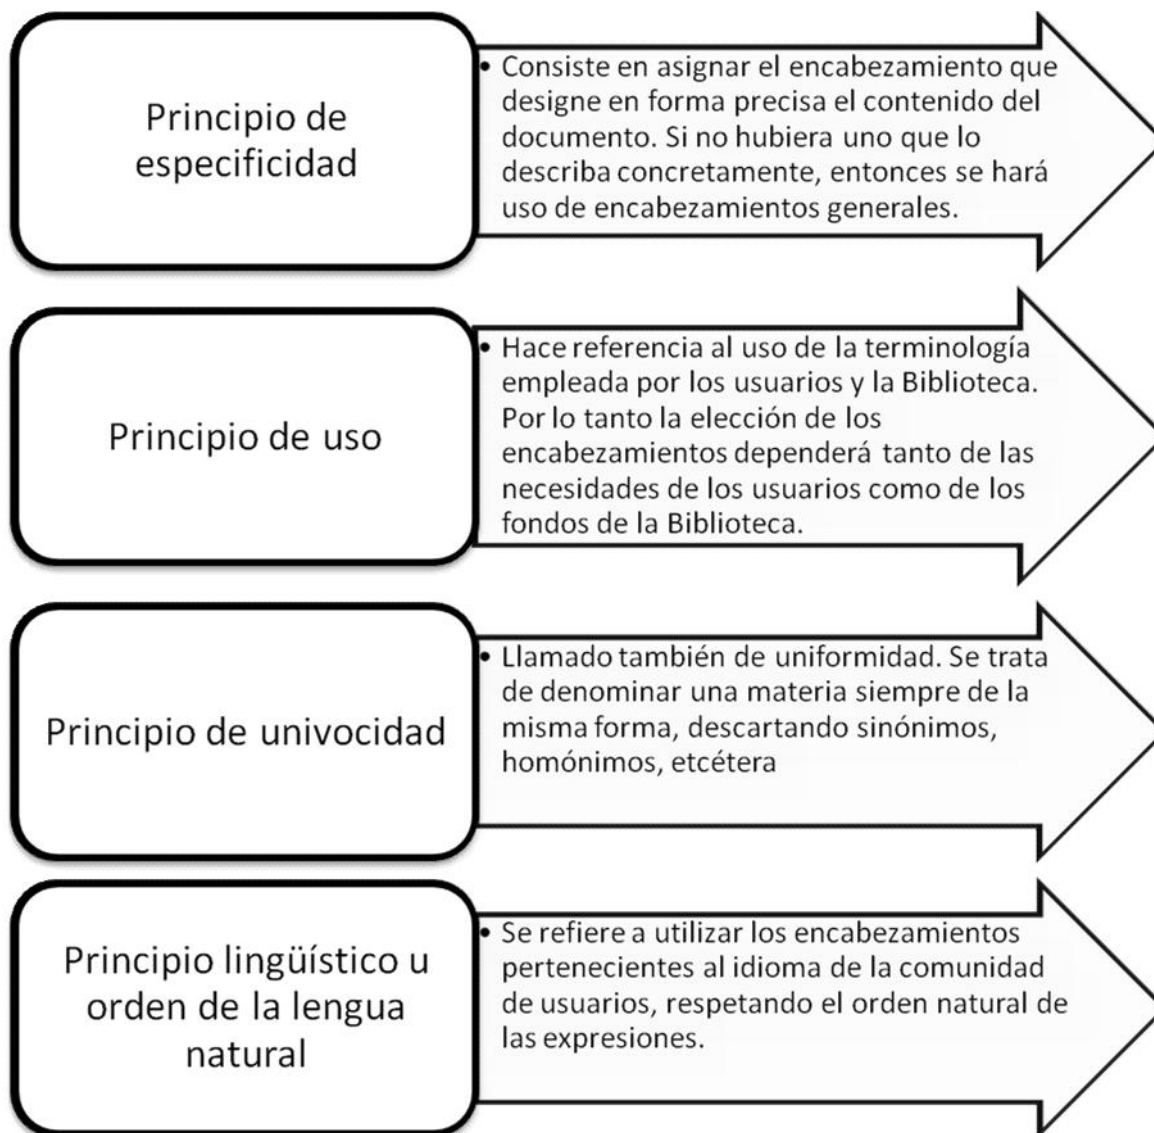 Principio de
especificidad
• Consiste en asignar el encabezamiento que
designe en forma precisa el contenido del
documento. Si no hubiera uno que lo
describa concretamente, entonces se hará
uso de encabezamientos generales.
Principio de uso
• Hace referencia al uso de la terminología
empleada por los usuarios y la Biblioteca.
Por lo tanto la elección de los
encabezamientos dependerá tanto de las
necesidades de los usuarios como de los
fondos de la Biblioteca.
Principio de univocidad
• Llamado también de uniformidad. Se trata
de denominar una materia siempre de la
misma forma, descartando sinónimos,
homónimos, etcétera
Principio lingüístico u
orden de la lengua
natural
• Se refiere a utilizar los encabezamientos
pertenecientes al idioma de la comunidad
de usuarios, respetando el orden natural de
las expresiones.